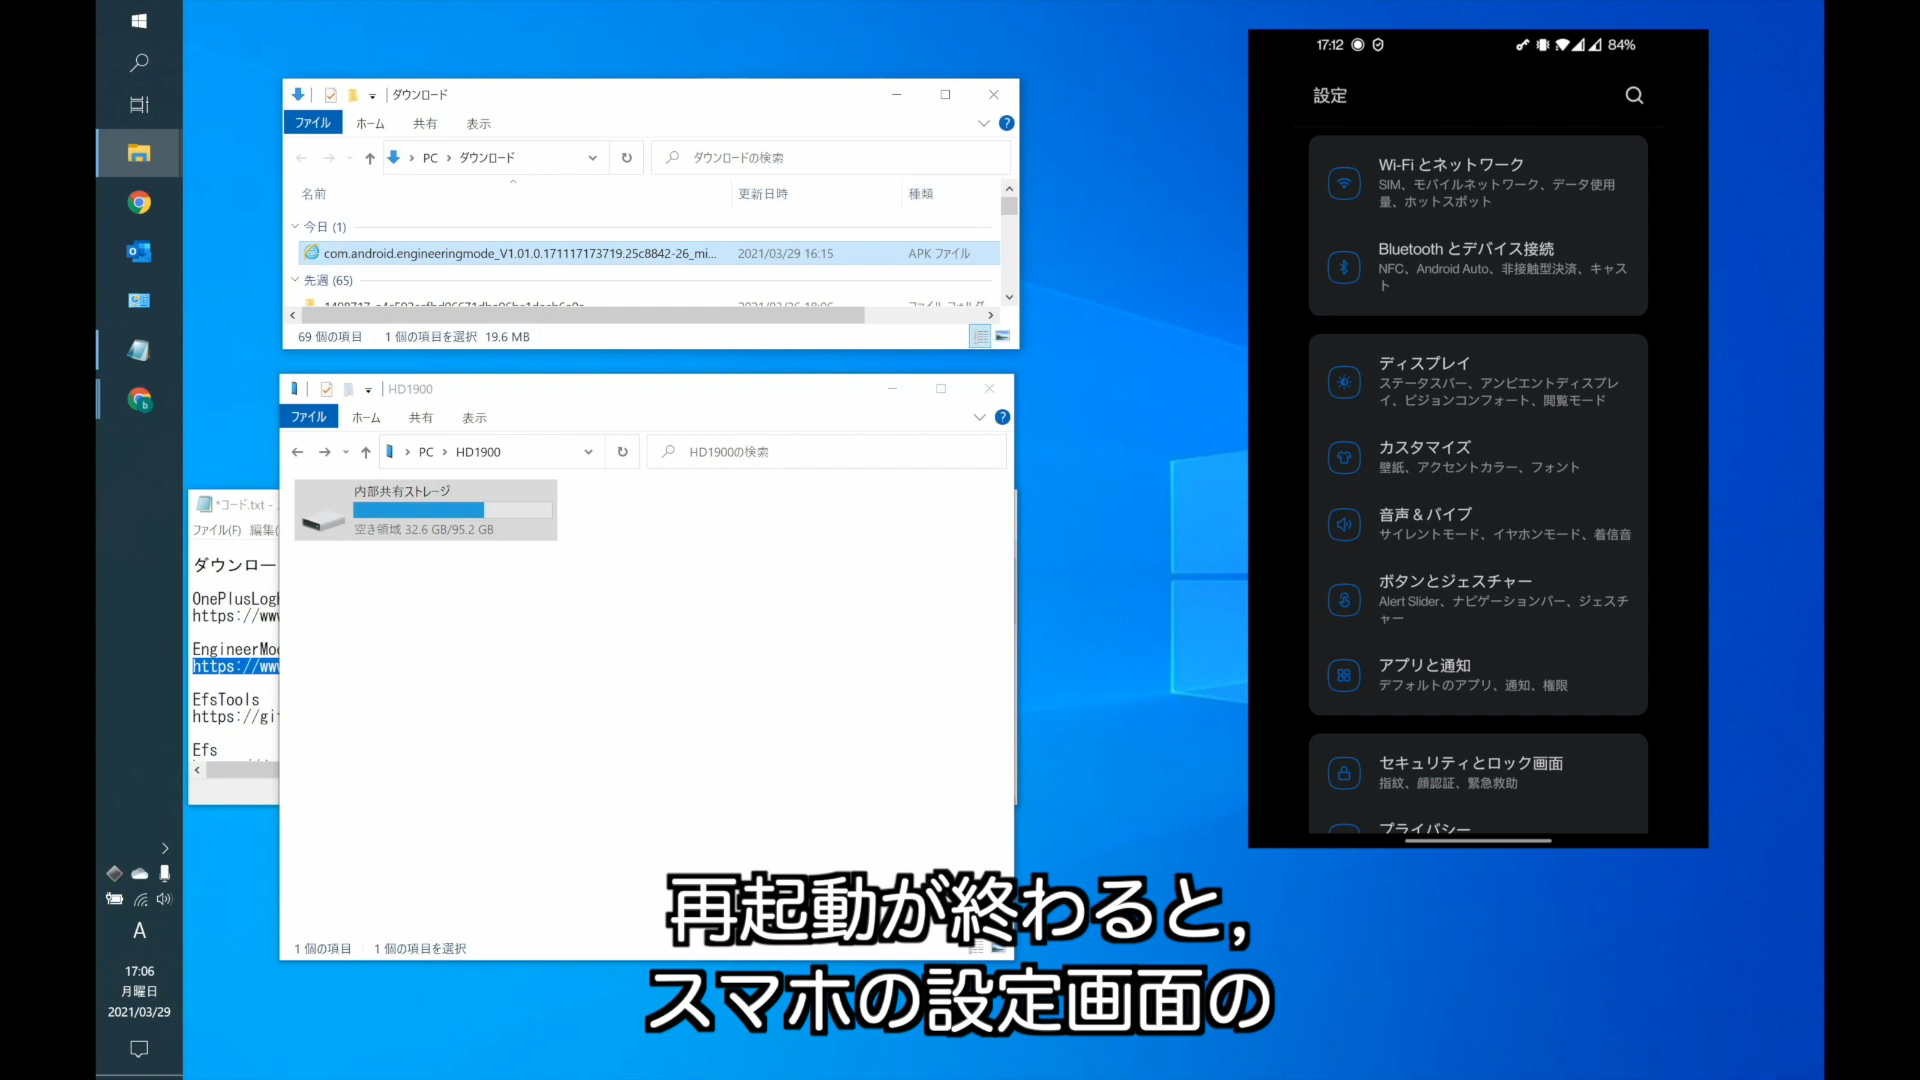 ダウンロード
ファイル ホーム 共有 表示
PC ダウンロード ダウンロードの検索
名前 更新日時 種類
今日 (1)
com.android.engineeringmode_V1.01.0.171117173719.25c8842-26_mi... 2021/03/29 16:15 APK ファイル
先週 (65)
69 個の項目 1 個の項目を選択 19.6 MB
HD1900
ファイル ホーム 共有 表示
PC HD1900 HD1900の検索
内部共有ストレージ
空き領域 32.6 GB/95.2 GB
1 個の項目 1 個の項目を選択
*コード.txt -
ファイル(F) 編集(
ダウンロー
OnePlusLog
https://www
EngineerMo
https://www
EfsTools
https://gi
Efs
A
17:06
月曜日
2021/03/29
17:12 84%
設定
Wi-Fi とネットワーク
SIM、モバイルネットワーク、データ使用
量、ホットスポット
Bluetooth とデバイス接続
NFC、Android Auto、非接触型決済、キャス
ト
ディスプレイ
ステータスバー、アンビエントディスプレ
イ、ビジョンコンフォート、閲覧モード
カスタマイズ
壁紙、アクセントカラー、フォント
音声 & バイブ
サイレントモード、イヤホンモード、着信音
ボタンとジェスチャー
Alert Slider、ナビゲーションバー、ジェスチ
ャー
アプリと通知
デフォルトのアプリ、通知、権限
セキュリティとロック画面
指紋、顔認証、緊急救助
プライバシー
再起動が終わると,
スマホの設定画面の